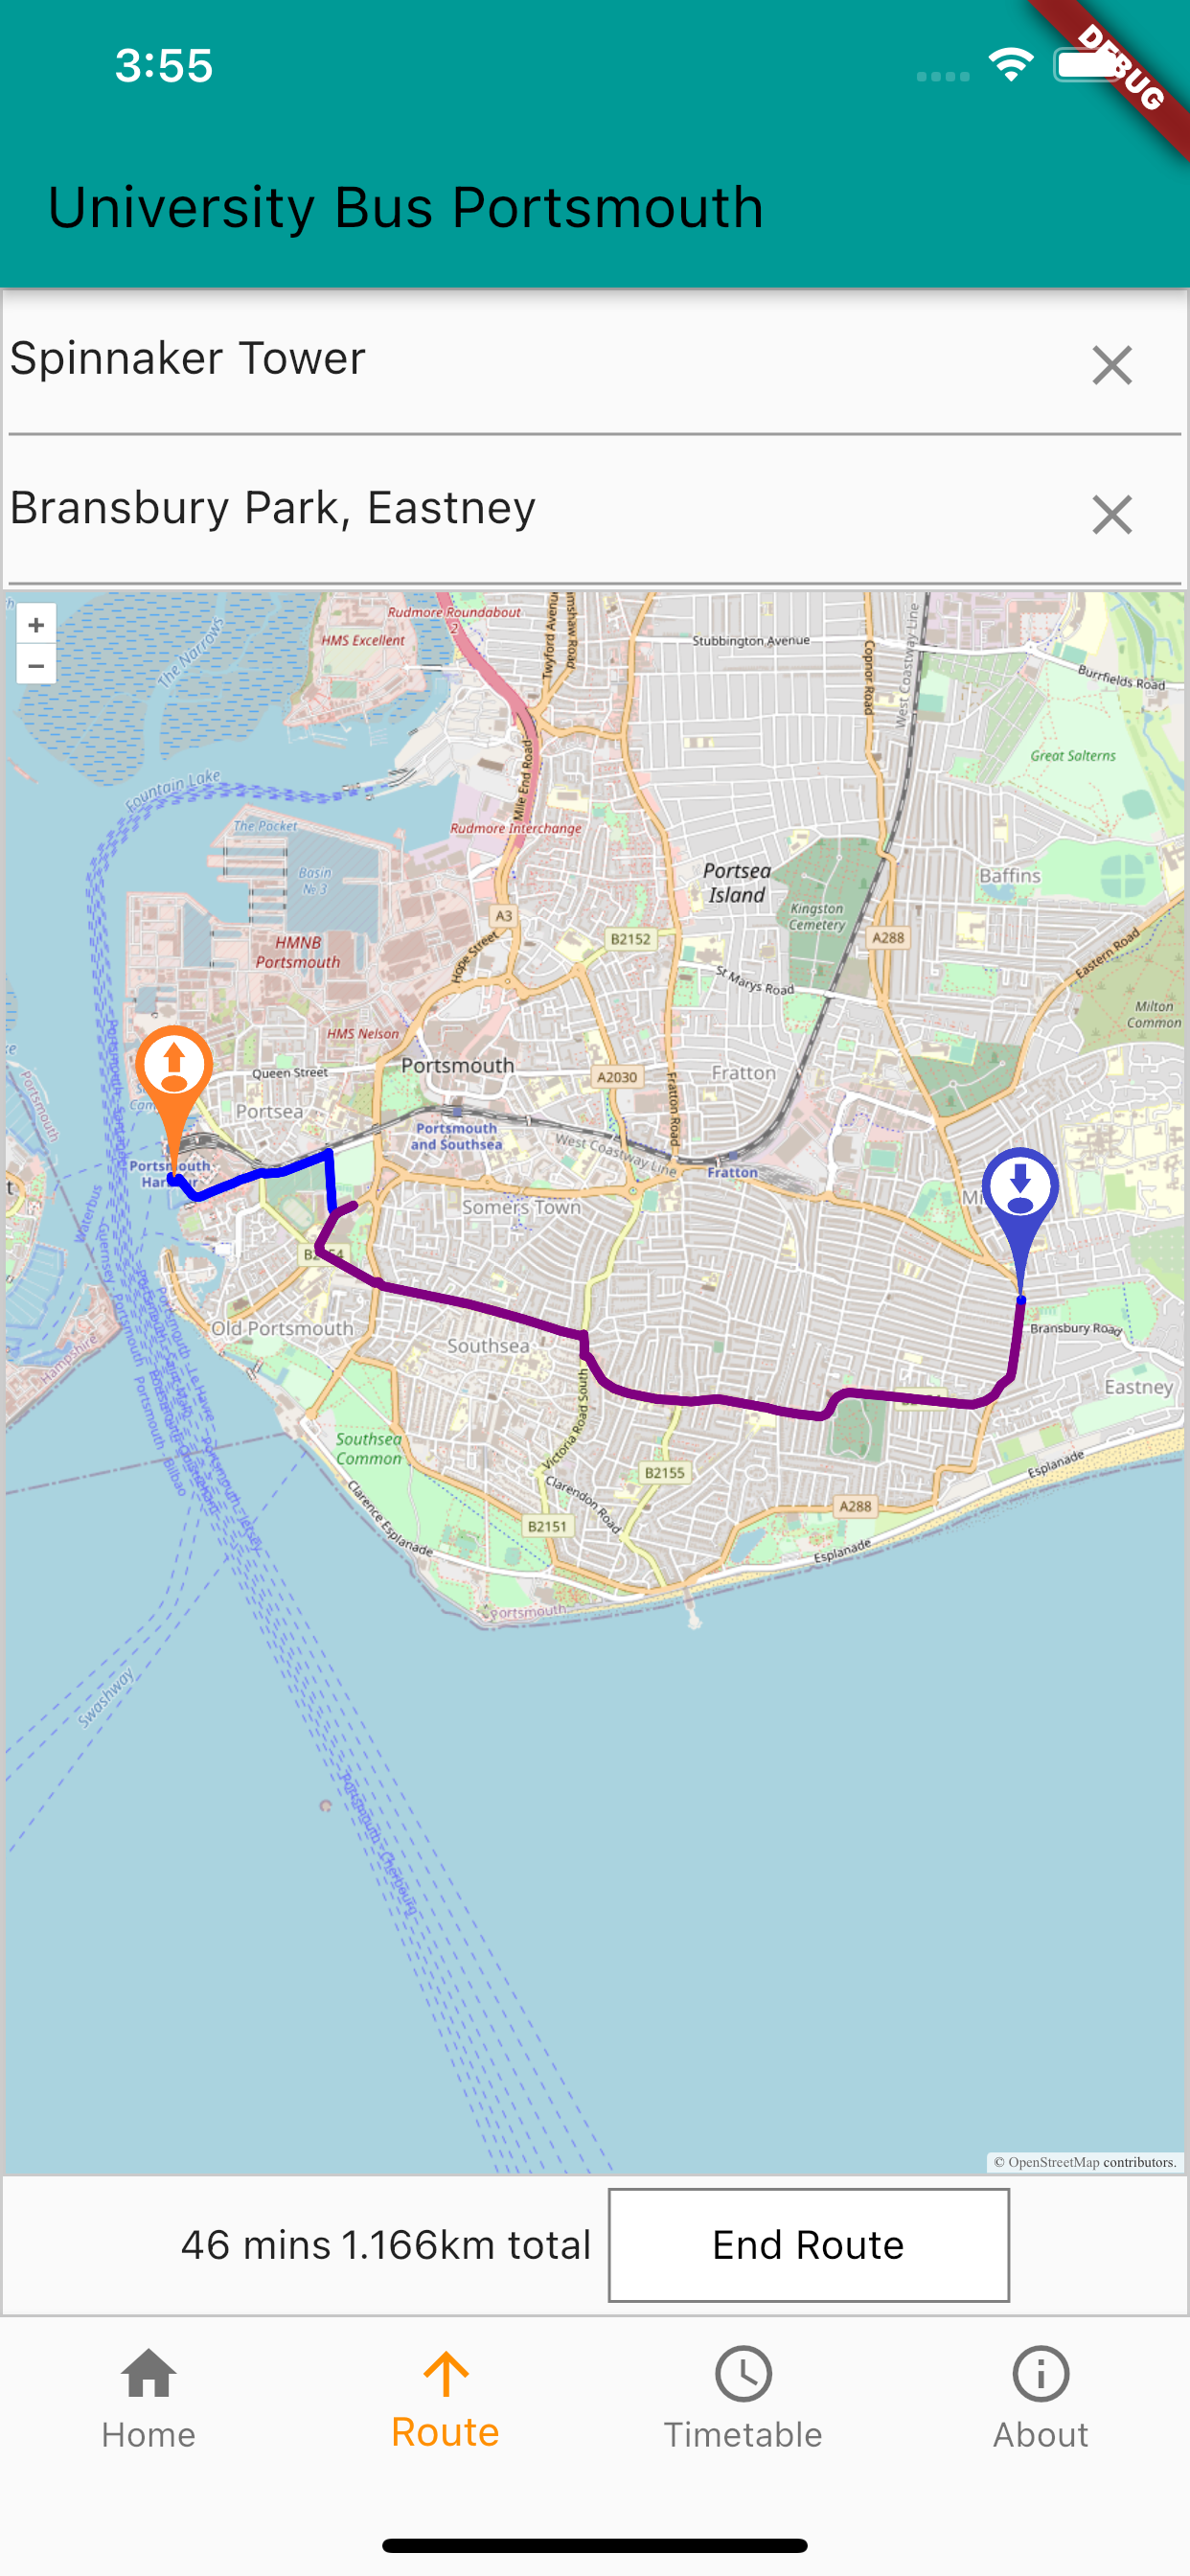 3:55
DEBUG
University Bus Portsmouth
Spinnaker Tower
Bransbury Park, Eastney
+
−
Rudmore Roundabout
2
HMS Excellent
The Narrows
Twyford Avenue
Stubbington Avenue
Copnor Road
West Coastway Line
Burrfields Road
Great Salterns
Fountain Lake
Mile End Road
The Pocket
Rudmore Interchange
Basin
№ 3
Portsea
Island
Baffins
Kingston
Cemetery
A3
B2152
A288
HMNB
Portsmouth
Hope Street
Eastern Road
St Marys Road
Milton
Common
HMS Nelson
Queen Street
Portsmouth
A2030
Fratton
Fratton Road
Portsea
Portsmouth
Portsmouth
and Southsea
West Coastway Line
Fratton
Waterbus
Somers Town
Guernsey
Old Portsmouth
Southsea
Bransbury Road
Eastney
Hampshire
Southsea
Common
Victoria Road South
B2155
Clarendon Road
Esplanade
Clarence Esplanade
A288
B2151
Esplanade
Portsmouth
Swashway
Portsmouth - Cherbourg
© OpenStreetMap contributors.
46 mins 1.166km total
End Route
Home
Route
Timetable
About